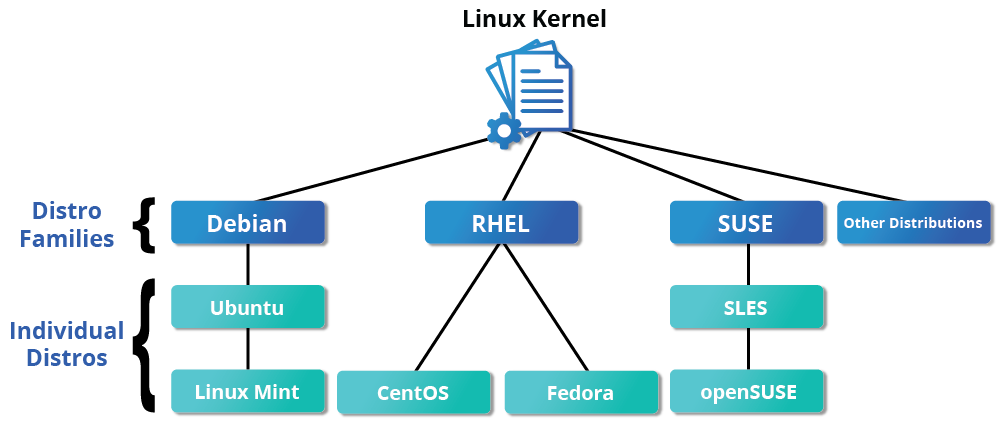 Linux Kernel
Distro
Families
Debian
RHEL
SUSE
Other Distributions
Individual
Distros
Ubuntu
SLES
Linux Mint
CentOS
Fedora
openSUSE